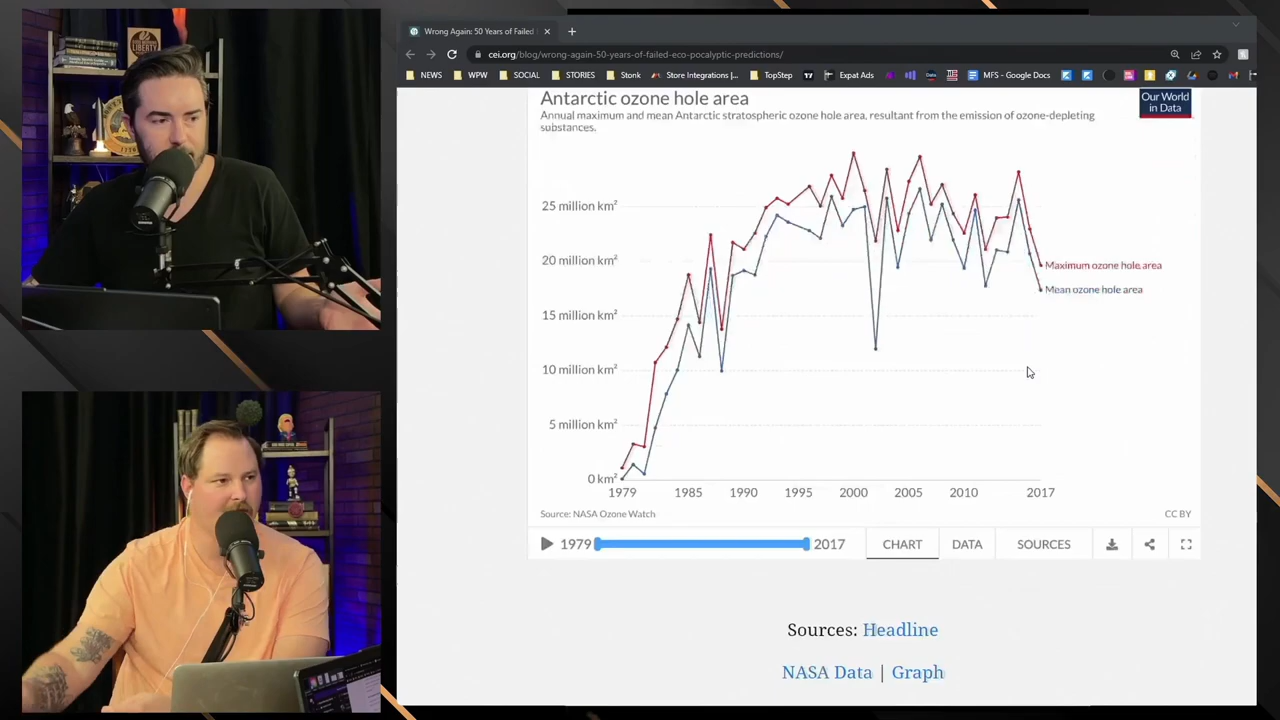 Wrong Again: 50 Years of Failed
cei.org/blog/wrong-again-50-years-of-failed-eco-pocalyptic-predictions/
NEWS
WPW
SOCIAL
STORIES
Stonk
Store Integrations |...
TopStep
Expat Ads
MFS - Google Docs
LIBERTY
Antarctic ozone hole area
Our World
in Data
Annual maximum and mean Antarctic stratospheric ozone hole area, resultant from the emission of ozone-depleting
substances.
25 million km²
20 million km²
15 million km²
10 million km²
5 million km²
0 km²
Maximum ozone hole area
Mean ozone hole area
1979 1985 1990 1995 2000 2005 2010 2017
Source: NASA Ozone Watch
CC BY
1979
2017
CHART
DATA
SOURCES
Sources: Headline
NASA Data | Graph